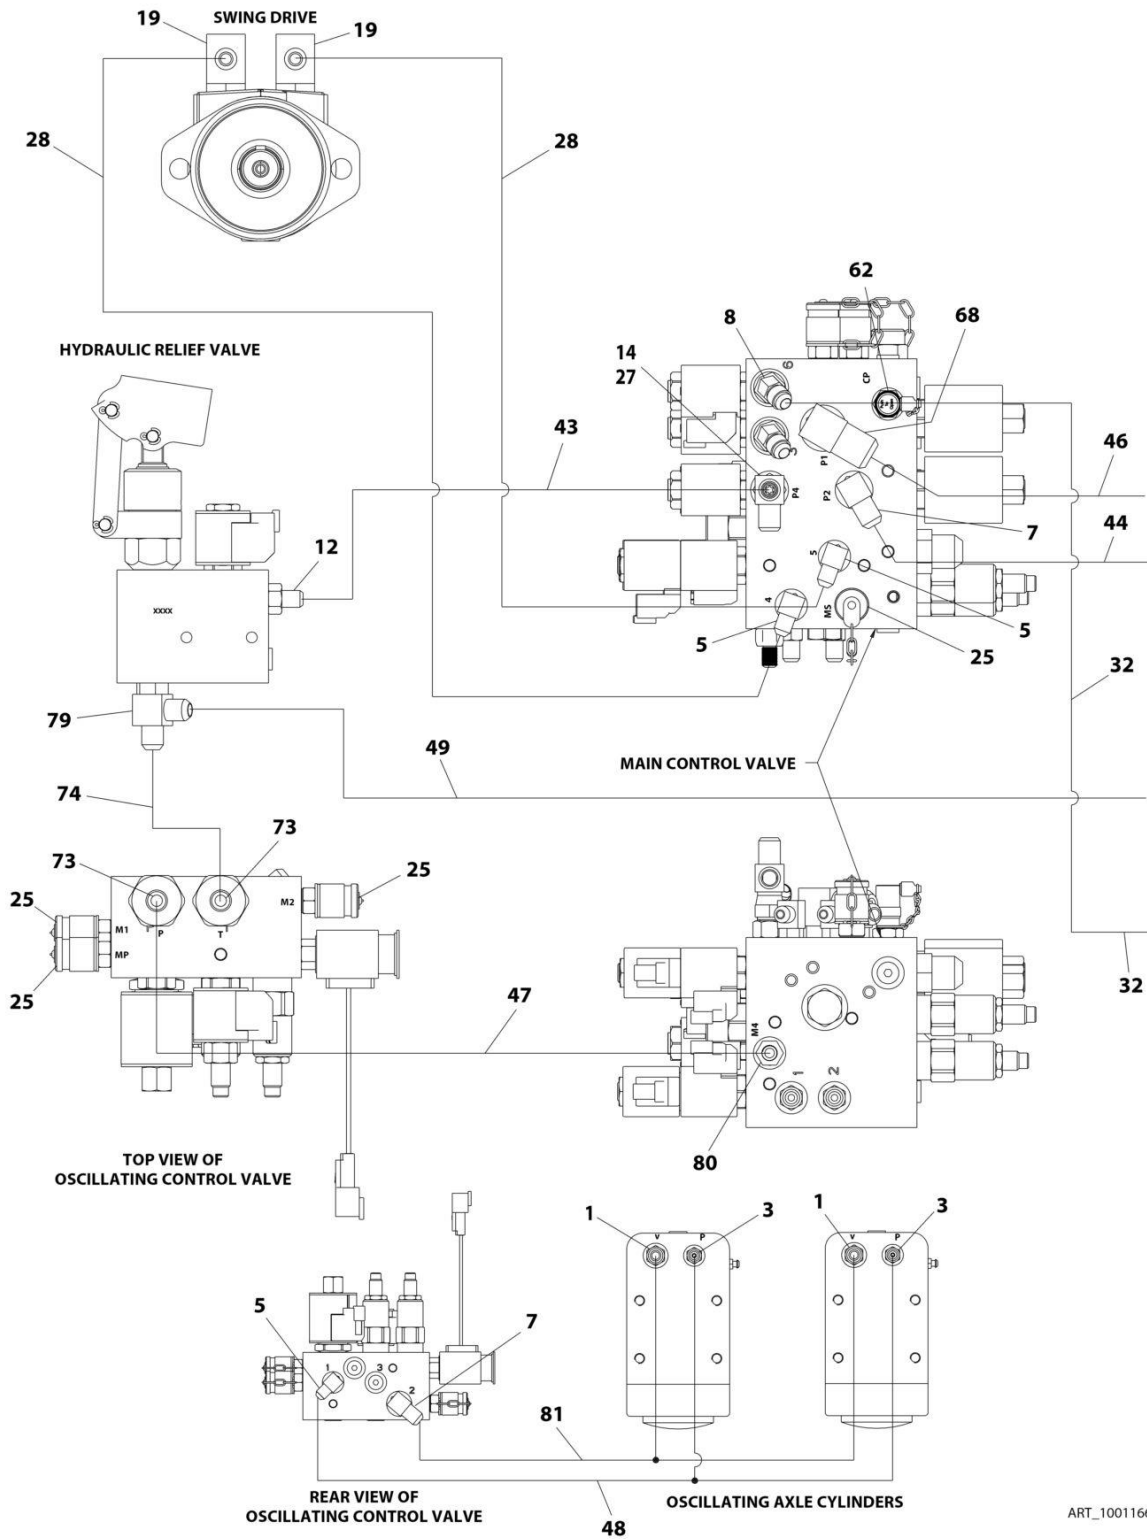 19
SWING DRIVE
19
28
28
62
8
68
HYDRAULIC RELIEF VALVE
14
27
6
CP
43
46
3
P1
P4
P2
7
44
12
5
xxxx
4
MS
5
5
25
32
79
MAIN CONTROL VALVE
49
74
73
73
25
25
M2
M1
P
T
MP
25
32
47
M4
1
2
80
TOP VIEW OF
OSCILLATING CONTROL VALVE
1
3
1
3
V
P
V
P
5
7
1
3
2
81
REAR VIEW OF
OSCILLATING CONTROL VALVE
OSCILLATING AXLE CYLINDERS
48
ART_100116